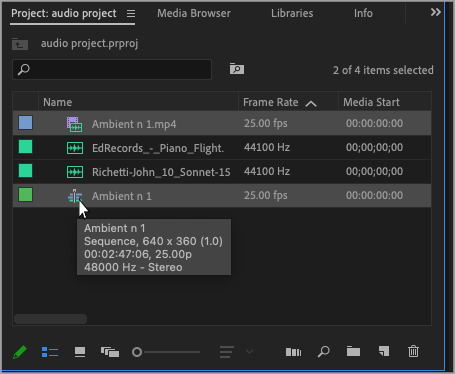 Project: audio project ≡ Media Browser Libraries Info »
audio project.prproj
2 of 4 items selected
Name Frame Rate Media Start
Ambient n 1.mp4 25.00 fps 00:00:00:00
EdRecords_-_Piano_Flight. 44100 Hz 00;00;00;00
Richetti-John_10_Sonnet-15 44100 Hz 00;00;00;00
Ambient n 1 25.00 fps 00:00:00:00
Ambient n 1
Sequence, 640 x 360 (1.0)
00:02:47:06, 25.00p
48000 Hz - Stereo